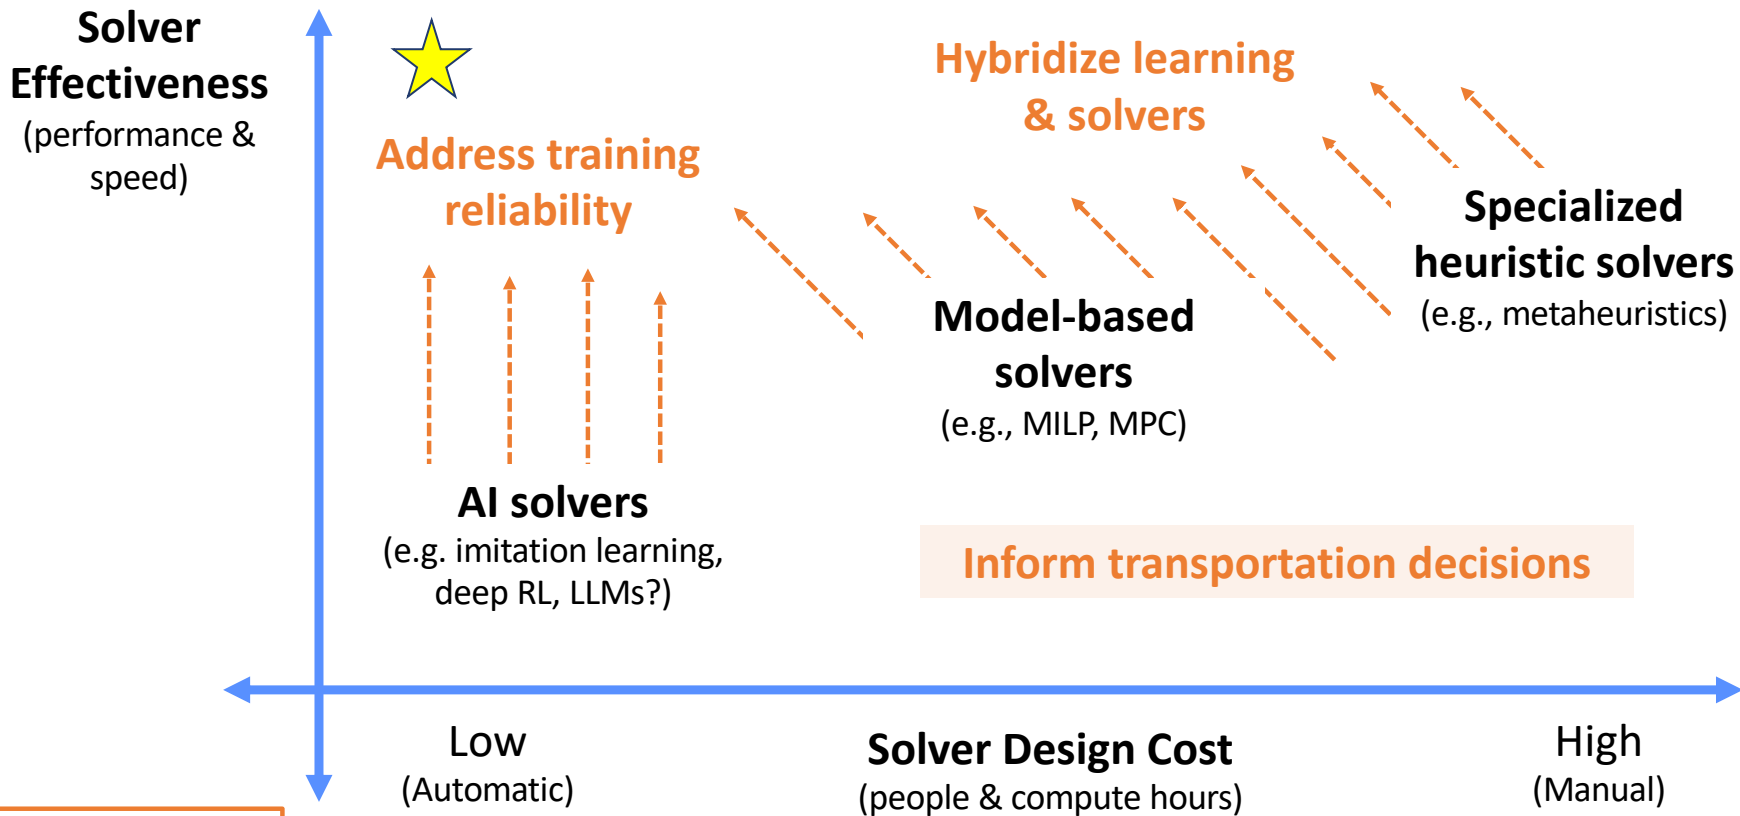 Solver
Effectiveness
(performance &
speed)
Address training
reliability
Hybridize learning
& solvers
Specialized
heuristic solvers
(e.g., metaheuristics)
Model-based
solvers
(e.g., MILP, MPC)
AI solvers
(e.g. imitation learning,
deep RL, LLMs?)
Inform transportation decisions
Low
(Automatic)
Solver Design Cost
(people & compute hours)
High
(Manual)